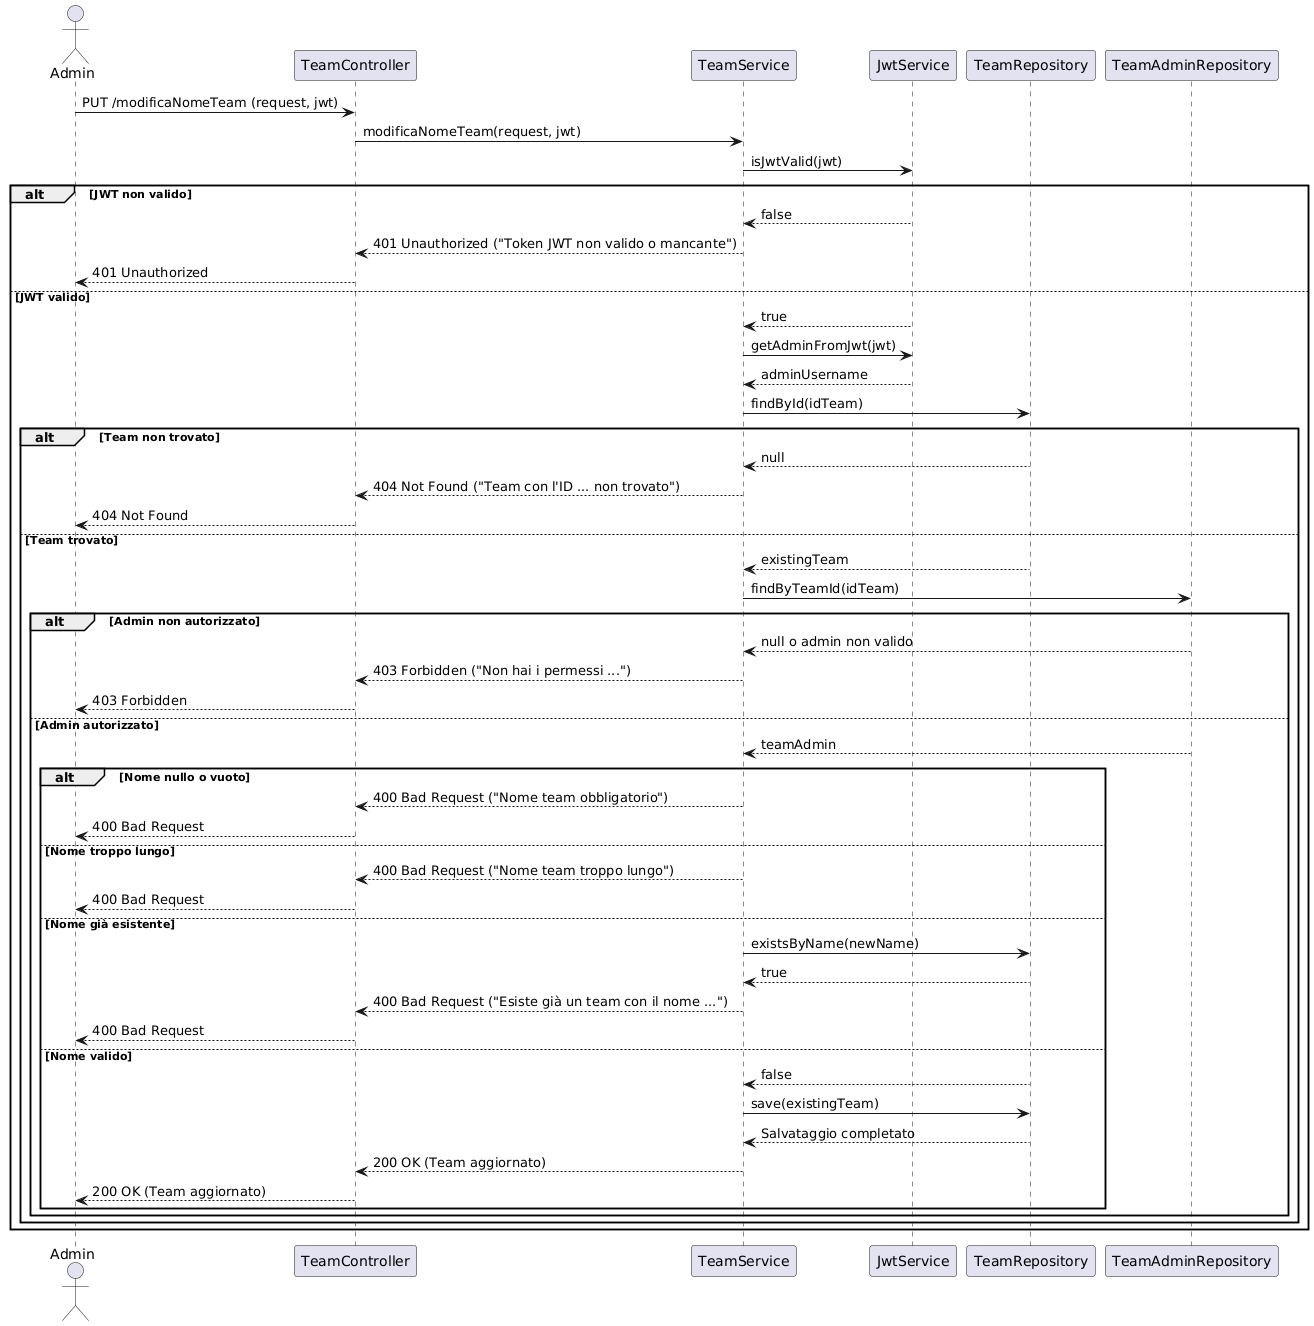 Admin
TeamController
TeamService
JwtService
TeamRepository
TeamAdminRepository
PUT /modificaNomeTeam (request, jwt)
modificaNomeTeam(request, jwt)
isJwtValid(jwt)
alt [JWT non valido]
false
401 Unauthorized ("Token JWT non valido o mancante")
401 Unauthorized
[JWT valido]
true
getAdminFromJwt(jwt)
adminUsername
findById(idTeam)
alt [Team non trovato]
null
404 Not Found ("Team con l'ID ... non trovato")
404 Not Found
[Team trovato]
existingTeam
findByTeamId(idTeam)
alt [Admin non autorizzato]
null o admin non valido
403 Forbidden ("Non hai i permessi ...")
403 Forbidden
[Admin autorizzato]
teamAdmin
alt [Nome nullo o vuoto]
400 Bad Request ("Nome team obbligatorio")
400 Bad Request
[Nome troppo lungo]
400 Bad Request ("Nome team troppo lungo")
400 Bad Request
[Nome già esistente]
existsByName(newName)
true
400 Bad Request ("Esiste già un team con il nome ...")
400 Bad Request
[Nome valido]
false
save(existingTeam)
Salvataggio completato
200 OK (Team aggiornato)
200 OK (Team aggiornato)
Admin
TeamController
TeamService
JwtService
TeamRepository
TeamAdminRepository